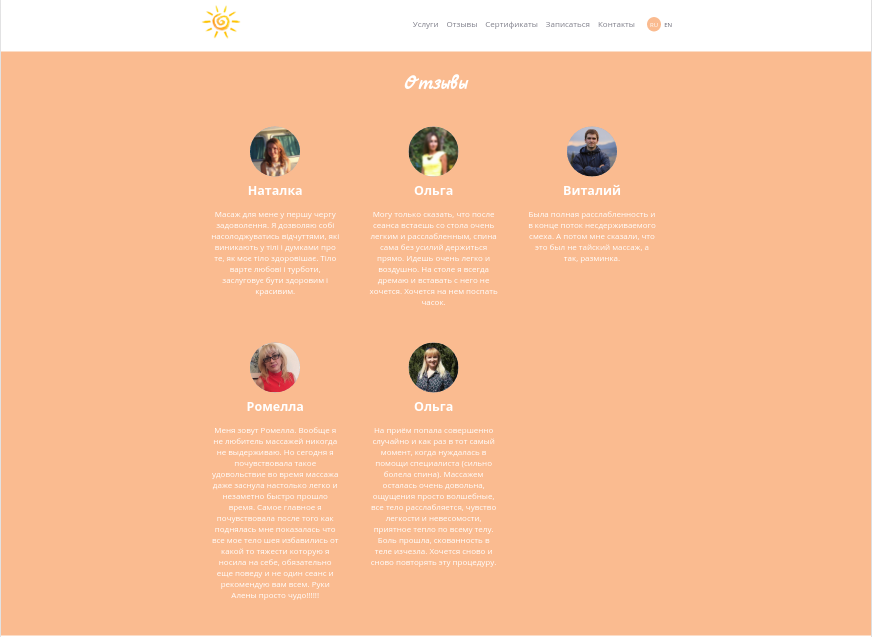 Услуги Отзывы Сертификаты Записаться Контакты RU EN
Отзывы
Наталка
Масаж для мене у першу чергу
задоволення. Я дозволяю собі
насолоджуватись відчуттями, які
виникають у тілі і думками про
те, як моє тіло здоровішає. Тіло
варте любові і турботи,
заслуговує бути здоровим і
красивим.
Ольга
Могу только сказать, что после
сеанса встаешь со стола очень
легким и расслабленным, спина
сама без усилий держиться
прямо. Идешь очень легко и
воздушно. На столе я всегда
дремаю и вставать с него не
хочется. Хочется на нем поспать
часок.
Виталий
Была полная расслабленность и
в конце поток несдерживаемого
смеха. А потом мне сказали, что
это был не тайский массаж, а
так, разминка.
Ромелла
Меня зовут Ромелла. Вообще я
не любитель массажей никогда
не выдерживаю. Но сегодня я
почувствовала такое
удовольствие во время массажа
даже заснула настолько легко и
незаметно быстро прошло
время. Самое главное я
почувствовала после того как
поднялась мне показалась что
все мое тело шея избавились от
какой то тяжести которую я
носила на себе, обязательно
еще поведу и не один сеанс и
рекомендую вам всем. Руки
Алены просто чудо!!!!!!
Ольга
На приём попала совершенно
случайно и как раз в тот самый
момент, когда нуждалась в
помощи специалиста (сильно
болела спина). Массажем
осталась очень довольна,
ощущения просто волшебные,
все тело расслабляется, чувство
легкости и невесомости,
приятное тепло по всему телу.
Боль прошла, скованность в
теле изчезла. Хочется снова и
снова повторять эту процедуру.